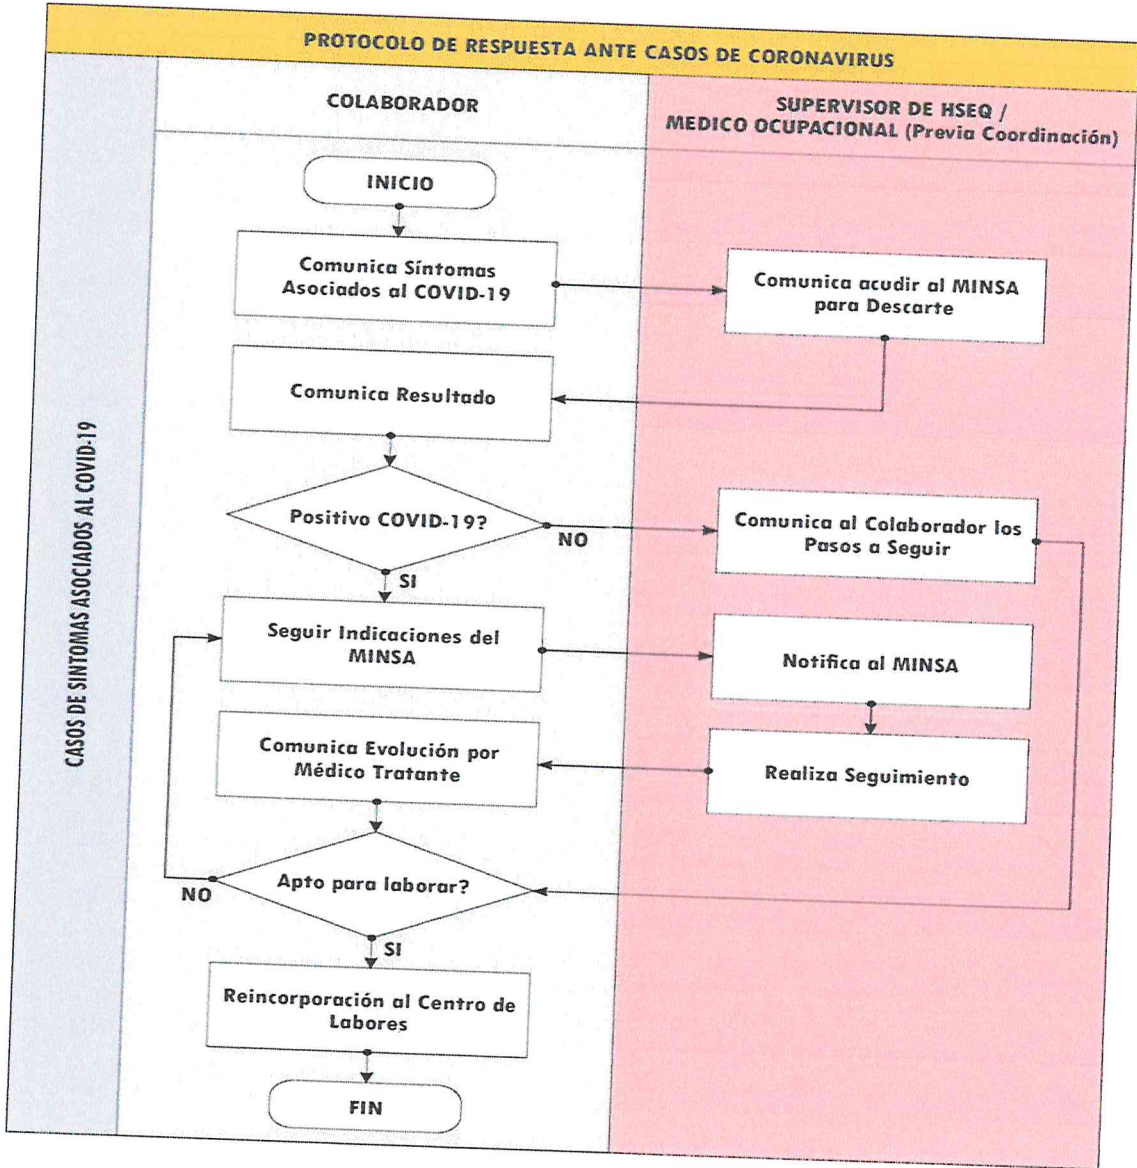 PROTOCOLO DE RESPUESTA ANTE CASOS DE CORONAVIRUS
CASOS DE SINTOMAS ASOCIADOS AL COVID-19
COLABORADOR
SUPERVISOR DE HSEQ /
MEDICO OCUPACIONAL (Previa Coordinación)
INICIO
Comunica Síntomas
Asociados al COVID-19
Comunica acudir al MINSA
para Descarte
Comunica Resultado
Positivo COVID-19?
NO
Comunica al Colaborador los
Pasos a Seguir
SI
Seguir Indicaciones del
MINSA
Notifica al MINSA
Comunica Evolución por
Médico Tratante
Realiza Seguimiento
Apto para laborar?
NO
SI
Reincorporación al Centro de
Labores
FIN